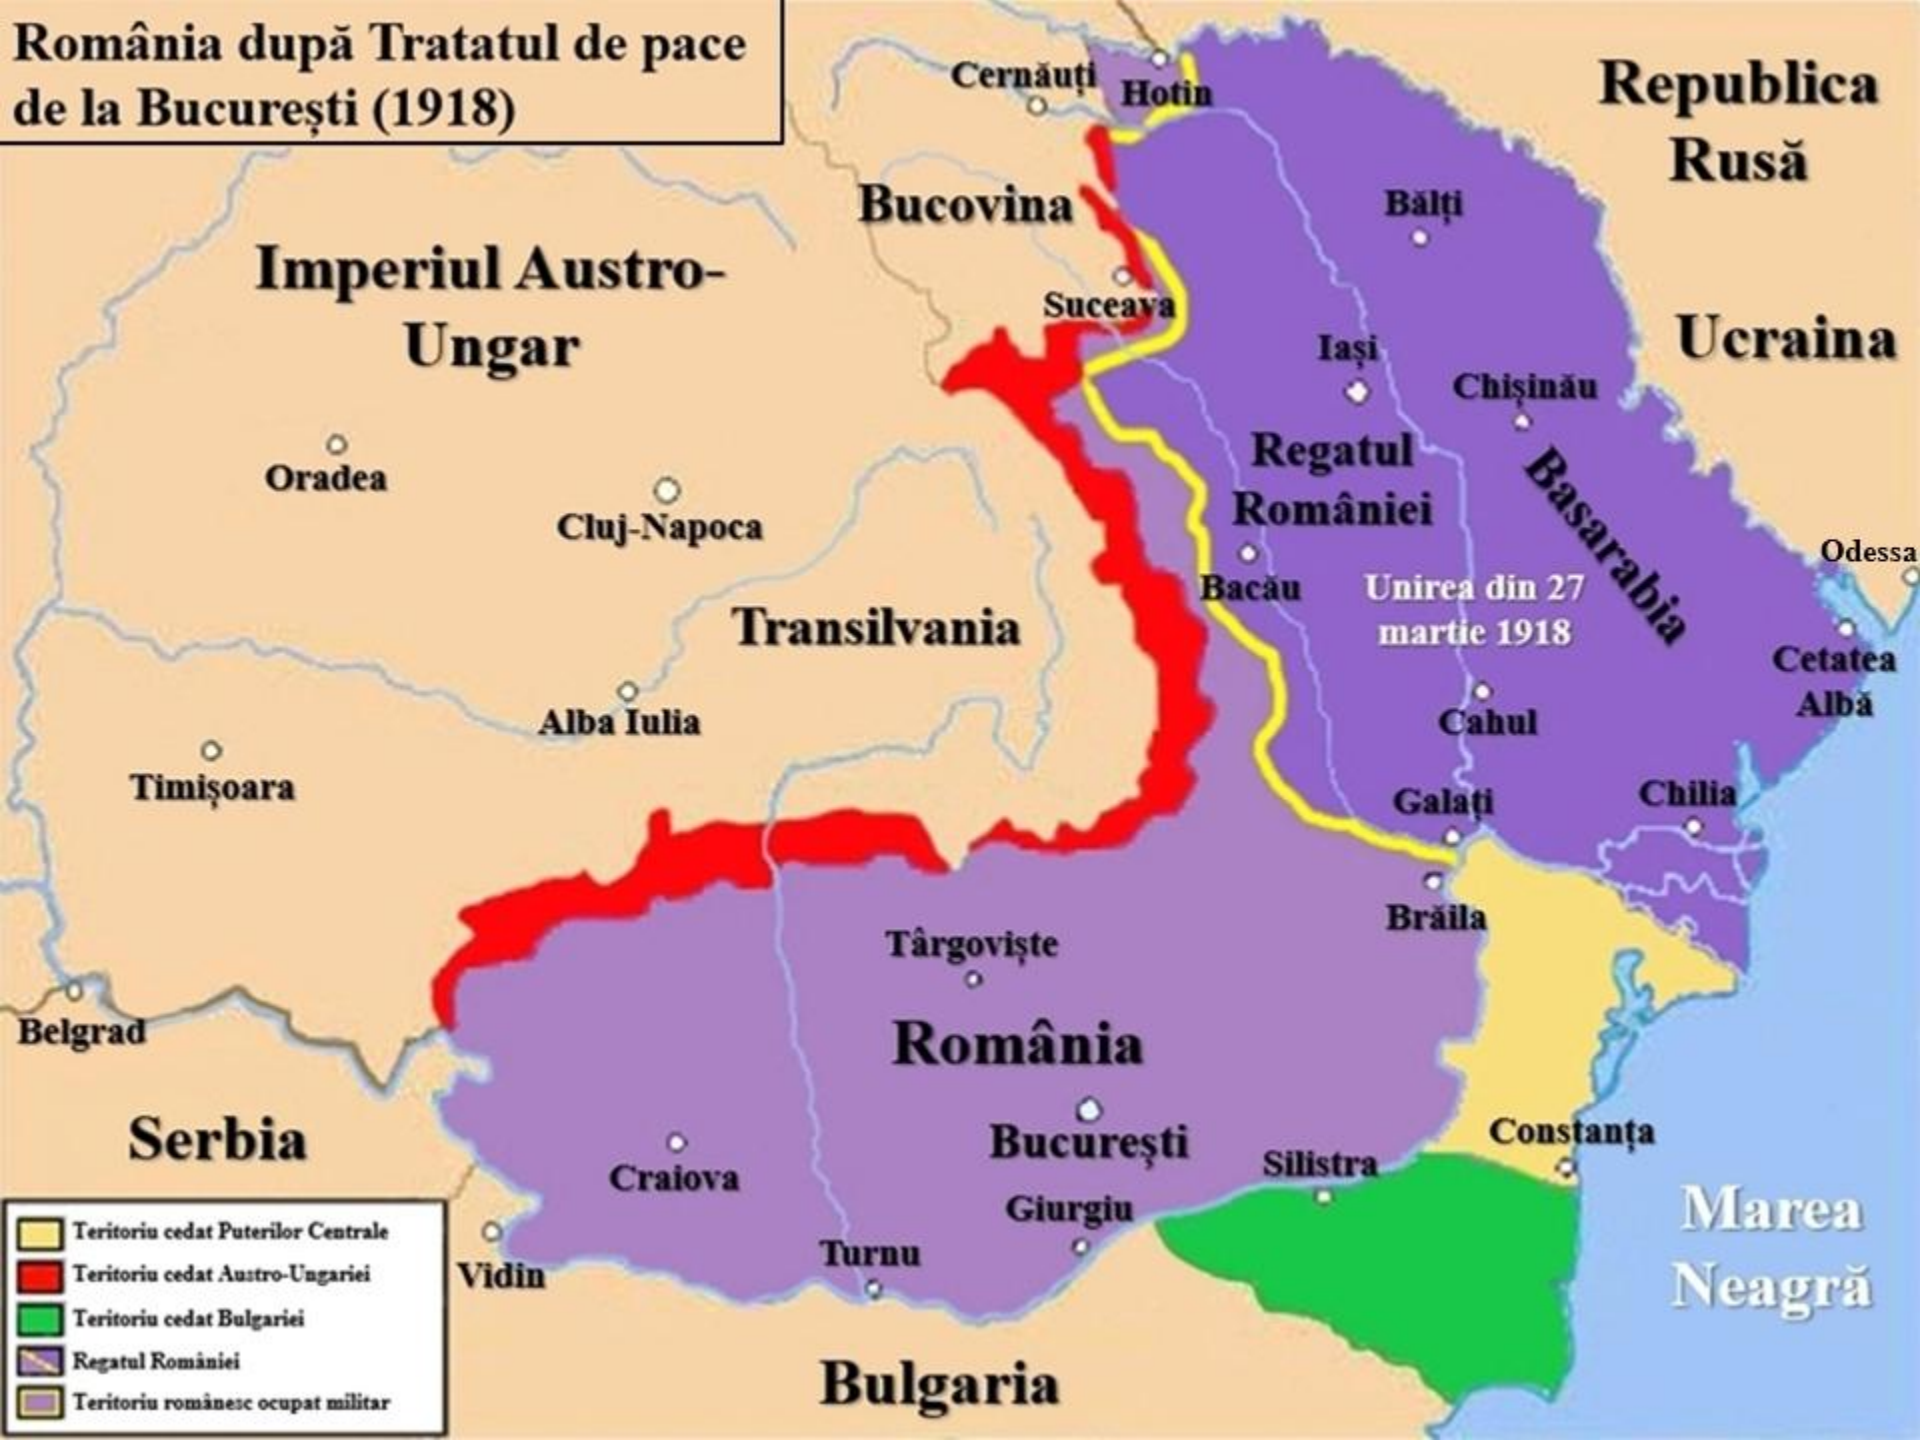 România după Tratatul de pace
de la București (1918)
Republica
Rusă
Cernăuți
Hotin
Bucovina
Bălți
Imperiul Austro-
Ungar
Suceava
Ucraina
Iași
Chișinău
Oradea
Cluj-Napoca
Regatul
României
Basarabia
Odessa
Bacău
Unirea din 27
martie 1918
Transilvania
Cetatea
Albă
Alba Iulia
Cahul
Timișoara
Galați
Chilia
Brăila
Târgoviște
Belgrad
România
Serbia
București
Constanța
Craiova
Silistra
Giurgiu
Marea
Neagră
Turnu
Vidin
Bulgaria
Teritoriu cedat Puterilor Centrale
Teritoriu cedat Austro-Ungariei
Teritoriu cedat Bulgariei
Regatul României
Teritoriu românesc ocupat militar